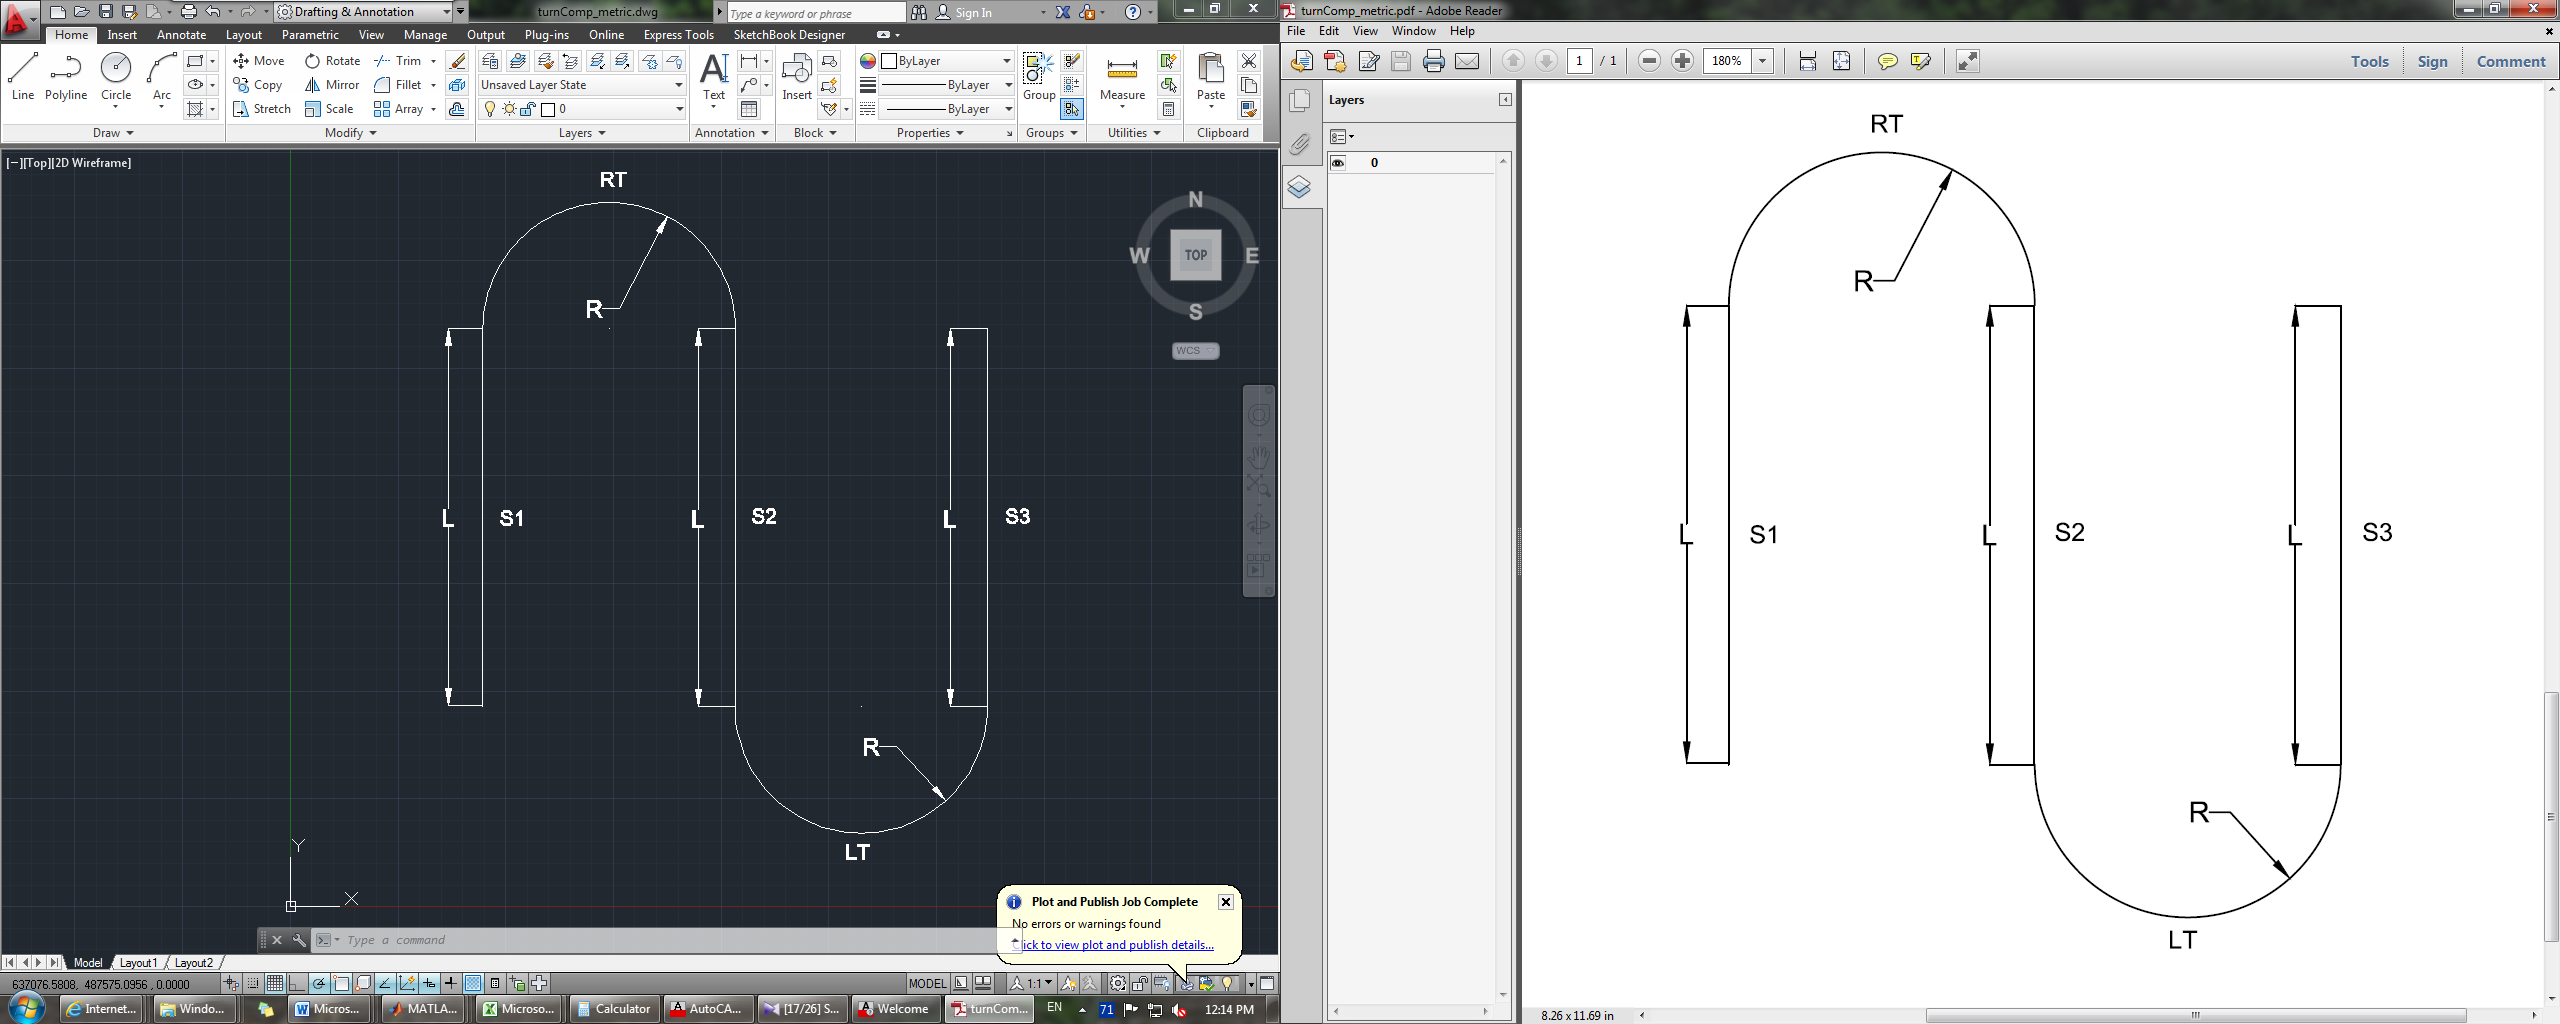 Drafting & Annotation
turnComp_metric.dwg
Type a keyword or phrase
Sign In
Home Insert Annotate Layout Parametric View Manage Output Plug-ins Online Express Tools SketchBook Designer
Line Polyline Circle Arc
Move Rotate Trim
Copy Mirror Fillet
Stretch Scale Array
Unsaved Layer State
0
Text
Insert
ByLayer
ByLayer
ByLayer
Group
Measure
Paste
Draw Modify Layers Annotation Block Properties Groups Utilities Clipboard
[−][Top][2D Wireframe]
RT
R
L S1 L S2 L S3
R
LT
N
W TOP E
S
WCS
Y
X
Type a command
Plot and Publish Job Complete
No errors or warnings found
ick to view plot and publish details...
Model Layout1 Layout2
637076.5808, 487575.0956 , 0.0000
MODEL
1:1
Internet...
Windo...
Micros...
MATLA...
Microso...
Calculator
AutoCA...
[17/26] S...
Welcome
turnCom...
EN
71
12:14 PM
turnComp_metric.pdf - Adobe Reader
File Edit View Window Help
1 / 1
180%
Tools Sign Comment
Layers
0
RT
R
L S1 L S2 L S3
R
LT
8.26 x 11.69 in